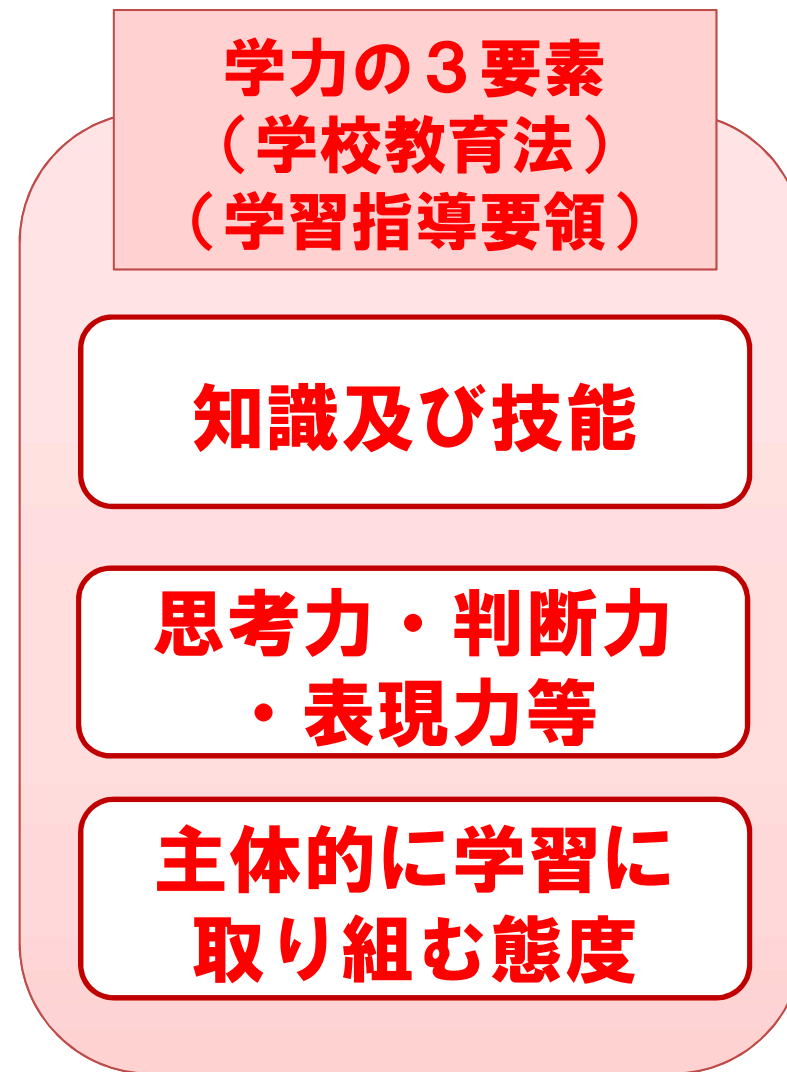 学力の３要素
（学校教育法）
（学習指導要領）
知識及び技能
思考力・判断力
・表現力等
主体的に学習に
取り組む態度